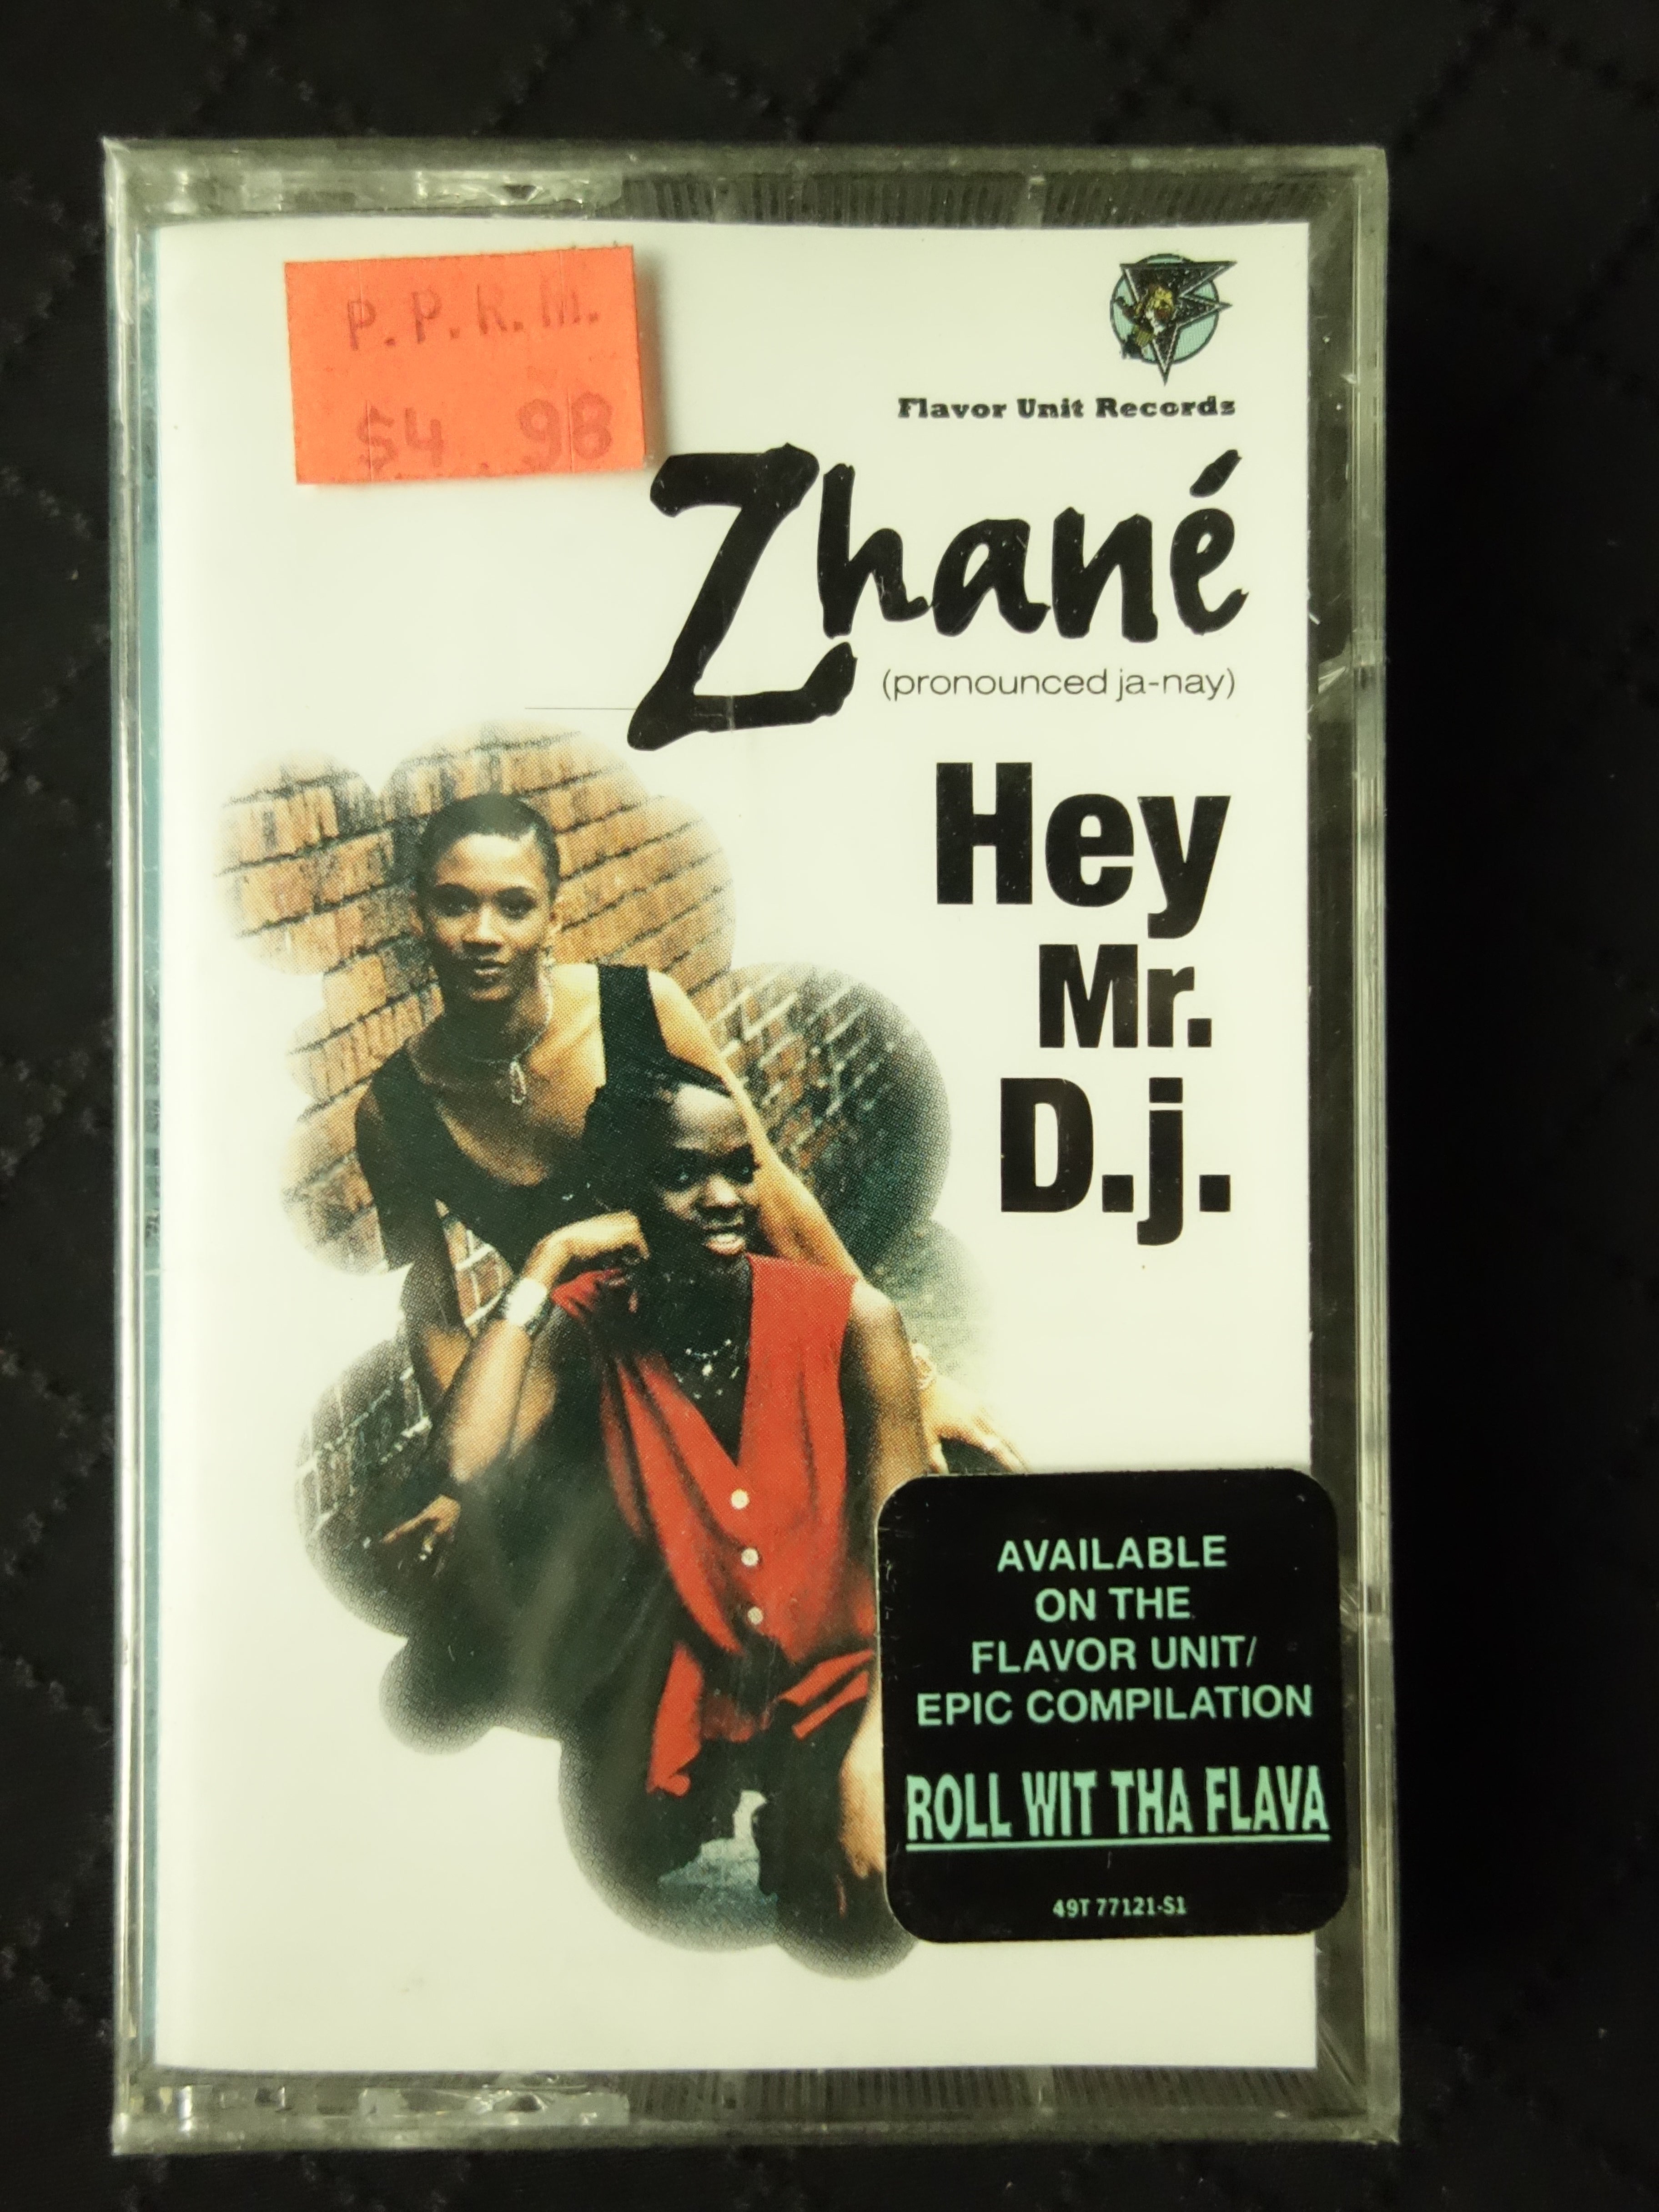 P.P.R.M.
$4.98
Flavor Unit Records
Zhané
(pronounced ja-nay)
Hey
Mr.
D.j.
AVAILABLE
ON THE
FLAVOR UNIT/
EPIC COMPILATION
ROLL WIT THA FLAVA
49T 77121-S1